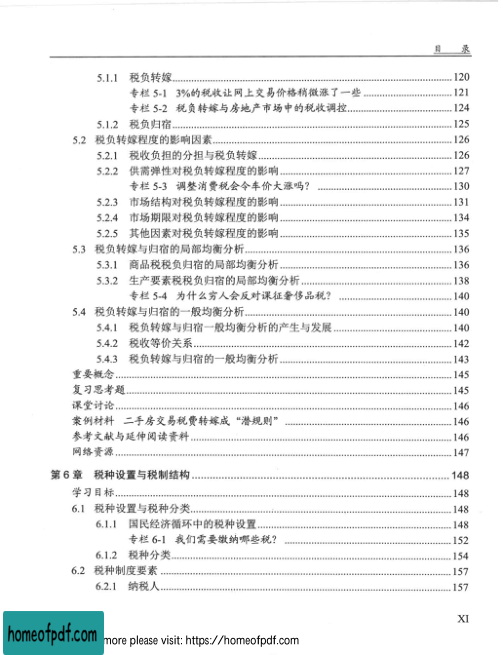 目 录
5.1.1 税负转嫁 120
专栏 5-1 3%的税收让网上交易价格稍微涨了一些 121
专栏 5-2 税负转嫁与房地产市场中的税收调控 124
5.1.2 税负归宿 125
5.2 税负转嫁程度的影响因素 126
5.2.1 税收负担的分担与税负转嫁 126
5.2.2 供需弹性对税负转嫁程度的影响 127
专栏 5-3 调整消费税会令车价大涨吗？ 130
5.2.3 市场结构对税负转嫁程度的影响 131
5.2.4 市场期限对税负转嫁程度的影响 134
5.2.5 其他因素对税负转嫁程度的影响 135
5.3 税负转嫁与归宿的局部均衡分析 136
5.3.1 商品税税负归宿的局部均衡分析 136
5.3.2 生产要素税税负归宿的局部均衡分析 138
专栏 5-4 为什么穷人会反对课征奢侈品税？ 140
5.4 税负转嫁与归宿的一般均衡分析 140
5.4.1 税负转嫁与归宿一般均衡分析的产生与发展 140
5.4.2 税收等价关系 142
5.4.3 税负转嫁与归宿的一般均衡分析 143
重要概念 145
复习思考题 145
课堂讨论 146
案例材料 二手房交易税费转嫁成“潜规则” 146
参考文献与延伸阅读资料 146
网络资源 147
第 6 章 税种设置与税制结构 148
学习目标 148
6.1 税种设置与税种分类 148
6.1.1 国民经济循环中的税种设置 148
专栏 6-1 我们需要缴纳哪些税？ 152
6.1.2 税种分类 154
6.2 税种制度要素 157
6.2.1 纳税人 157
XI
homeofpdf.com more please visit: https://homeofpdf.com